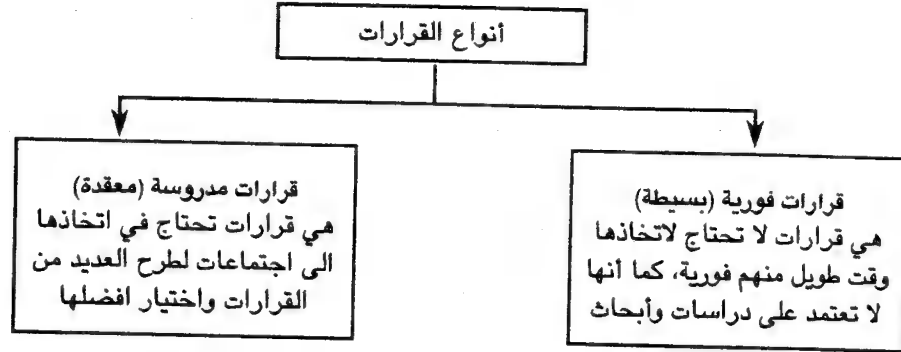 أنواع القرارات
قرارات فورية (بسيطة)
هي قرارات لا تحتاج لاتخاذها
وقت طويل منهم فورية، كما أنها
لا تعتمد على دراسات وأبحاث
قرارات مدروسة (معقدة)
هي قرارات تحتاج في اتخاذها
الى اجتماعات لطرح العديد من
القرارات واختيار افضلها